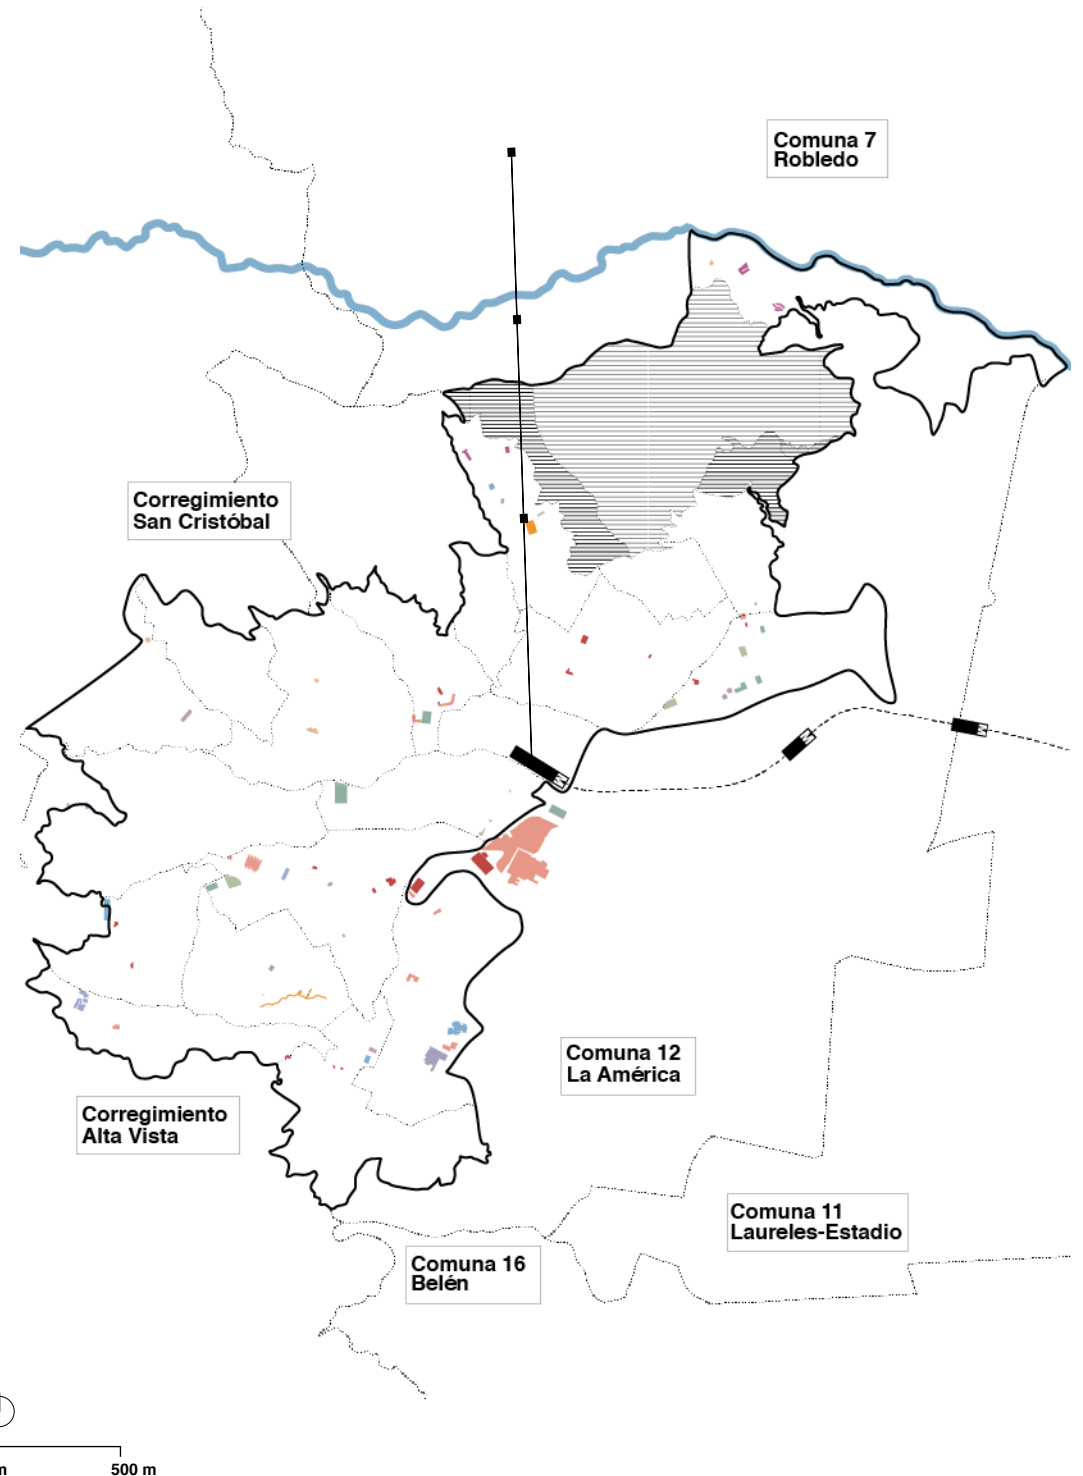 Comuna 7
Robledo
Corregimiento
San Cristóbal
M
M
M
Comuna 12
La América
Corregimiento
Alta Vista
Comuna 11
Laureles-Estadio
Comuna 16
Belén
m
500 m